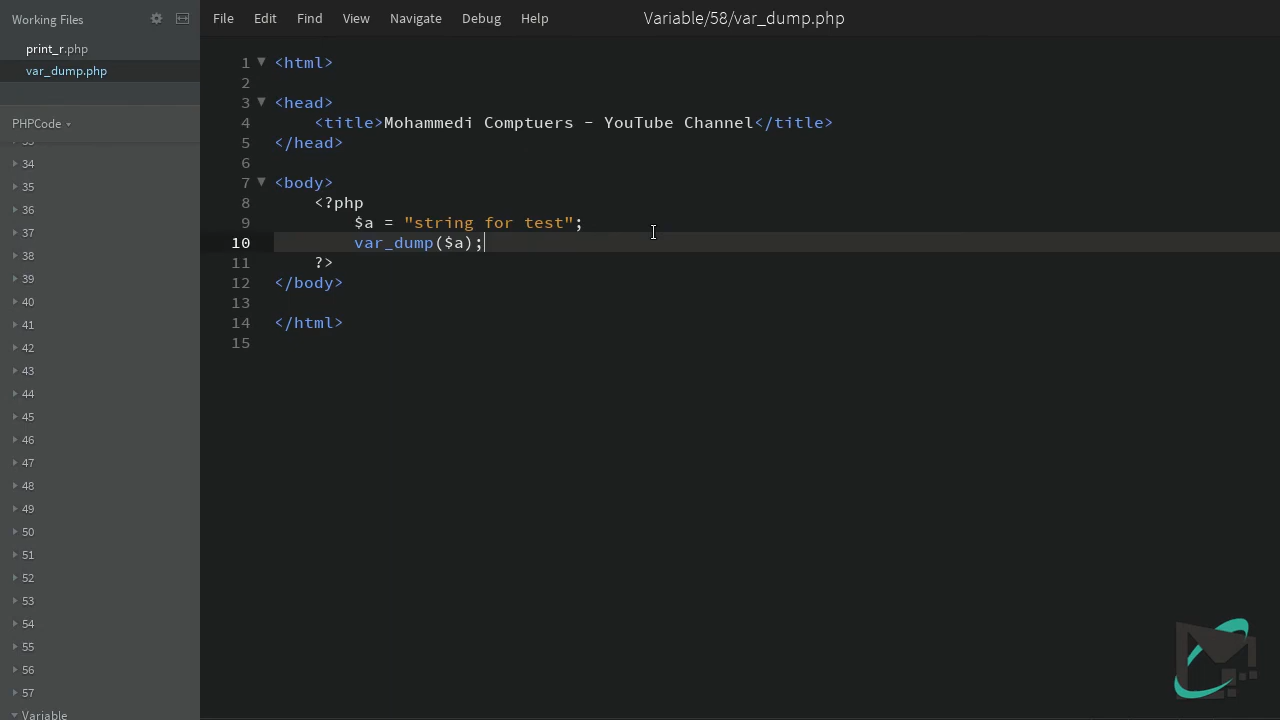 Working Files
File Edit Find View Navigate Debug Help
Variable/58/var_dump.php
print_r.php
var_dump.php
PHPCode
34
35
36
37
38
39
40
41
42
43
44
45
46
47
48
49
50
51
52
53
54
55
56
57
Variable
1 <html>
2
3 <head>
4 <title>Mohammedi Comptuers - YouTube Channel</title>
5 </head>
6
7 <body>
8 <?php
9 $a = "string for test";
10 var_dump($a);
11 ?>
12 </body>
13
14 </html>
15